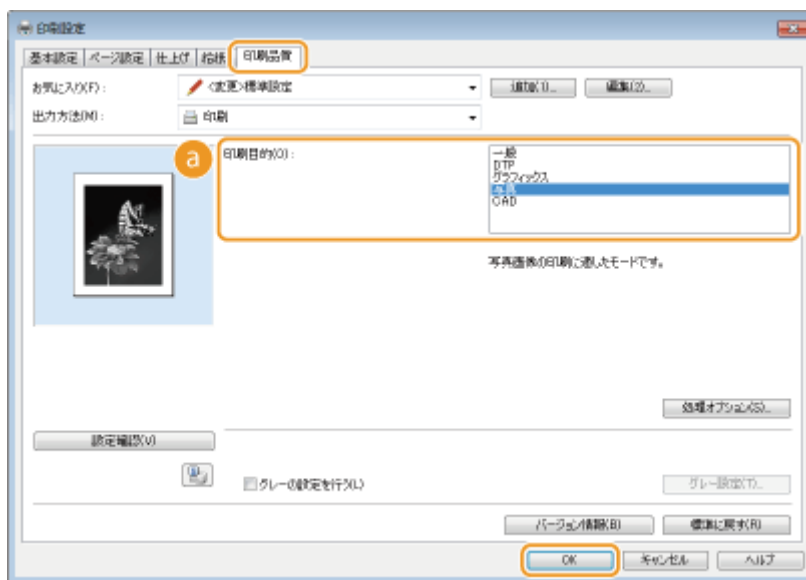 印刷設定
基本設定 ページ設定 仕上げ 給紙 印刷品質
お気に入り(F): <変更>標準設定 追加(1)... 編集(2)...
出力方法(M): 印刷
a 印刷目的(O): 一般
DTP
グラフィックス
写真
CAD
写真画像の印刷に適したモードです。
処理オプション(S)...
設定確認(V)
グレーの設定を行う(L) グレー設定(T)...
バージョン情報(B) 標準に戻す(R)
OK キャンセル ヘルプ